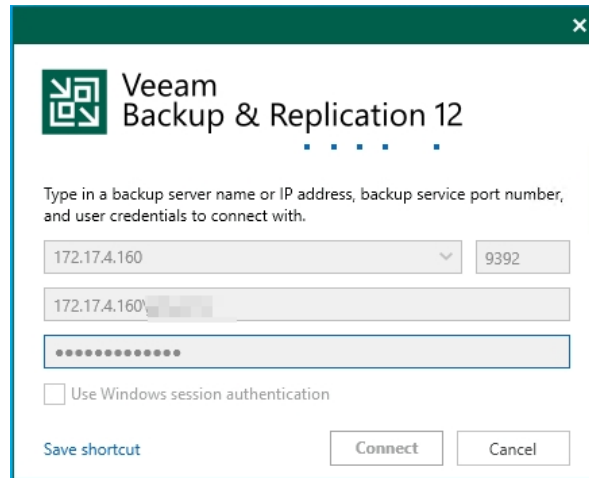 Veeam
Backup & Replication 12
Type in a backup server name or IP address, backup service port number,
and user credentials to connect with.
172.17.4.160
9392
172.17.4.160\
Use Windows session authentication
Save shortcut
Connect
Cancel